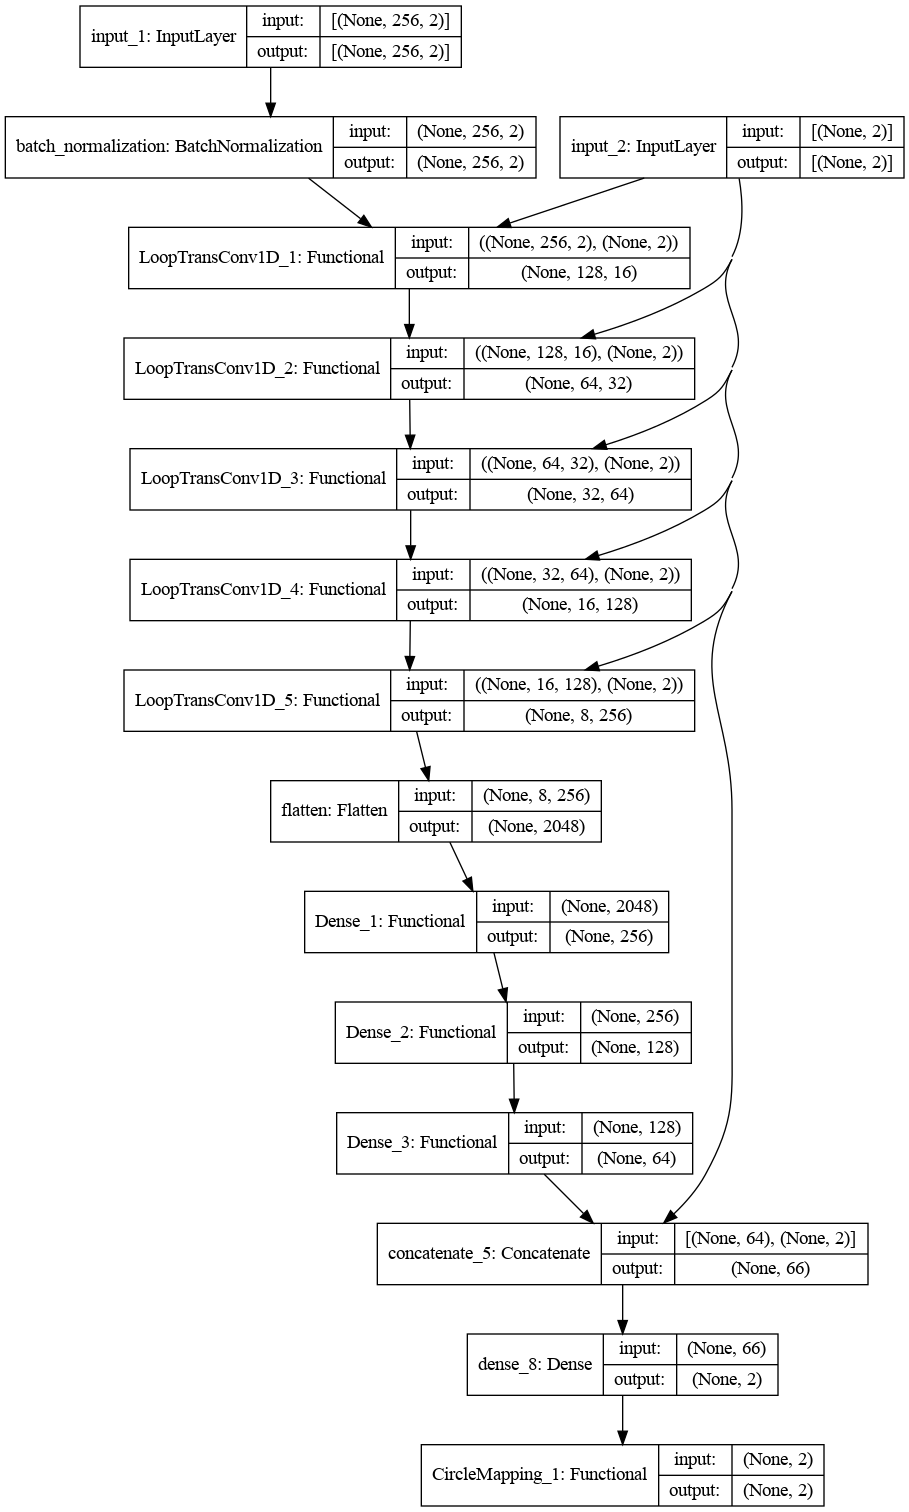 input_1: InputLayer
input:
[(None, 256, 2)]
output:
[(None, 256, 2)]
batch_normalization: BatchNormalization
input:
(None, 256, 2)
output:
(None, 256, 2)
input_2: InputLayer
input:
[(None, 2)]
output:
[(None, 2)]
LoopTransConv1D_1: Functional
input:
((None, 256, 2), (None, 2))
output:
(None, 128, 16)
LoopTransConv1D_2: Functional
input:
((None, 128, 16), (None, 2))
output:
(None, 64, 32)
LoopTransConv1D_3: Functional
input:
((None, 64, 32), (None, 2))
output:
(None, 32, 64)
LoopTransConv1D_4: Functional
input:
((None, 32, 64), (None, 2))
output:
(None, 16, 128)
LoopTransConv1D_5: Functional
input:
((None, 16, 128), (None, 2))
output:
(None, 8, 256)
flatten: Flatten
input:
(None, 8, 256)
output:
(None, 2048)
Dense_1: Functional
input:
(None, 2048)
output:
(None, 256)
Dense_2: Functional
input:
(None, 256)
output:
(None, 128)
Dense_3: Functional
input:
(None, 128)
output:
(None, 64)
concatenate_5: Concatenate
input:
[(None, 64), (None, 2)]
output:
(None, 66)
dense_8: Dense
input:
(None, 66)
output:
(None, 2)
CircleMapping_1: Functional
input:
(None, 2)
output:
(None, 2)